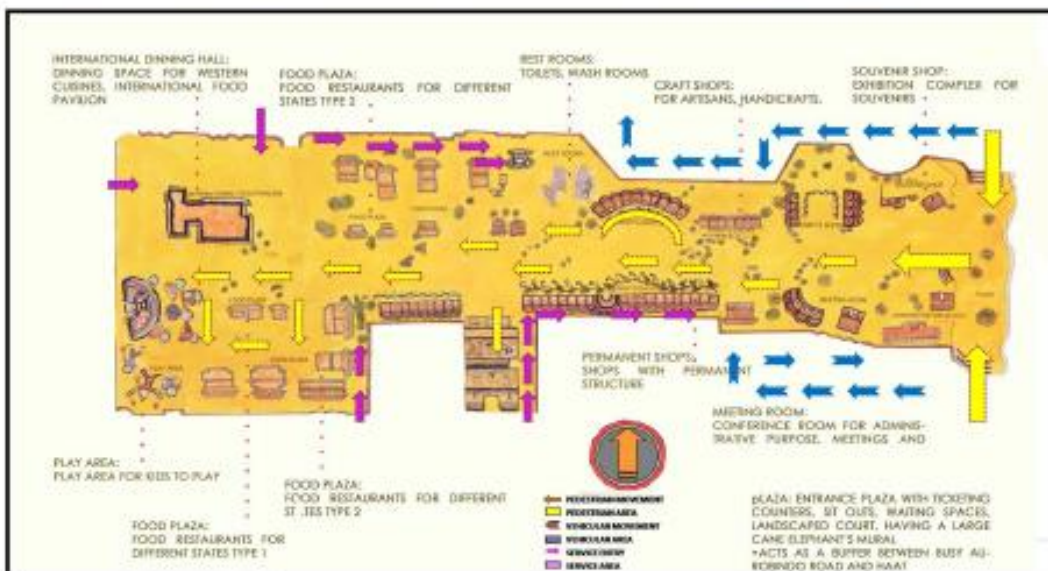 INTERNATIONAL DINNING HALL:
DINNING SPACE FOR WESTERN
CUISINES, INTERNATIONAL FOOD
PAVILION
FOOD PLAZA:
FOOD RESTAURANTS FOR DIFFERENT
STATES TYPE 2
REST ROOMS:
TOILETS, WASH ROOMS
CRAFT SHOPS:
FOR ARTISANS, HANDICRAFTS.
SOUVENIR SHOP:
EXHIBITION COMPLEX FOR
SOUVENIRS
PERMANENT SHOPS:
SHOPS WITH PERMANENT
STRUCTURE
MEETING ROOM:
CONFERENCE ROOM FOR ADMINIS-
TRATIVE PURPOSE, MEETINGS AND
PLAY AREA:
PLAY AREA FOR KIDS TO PLAY
FOOD PLAZA:
FOOD RESTAURANTS FOR
DIFFERENT STATES TYPE 1
FOOD PLAZA:
FOOD RESTAURANTS FOR DIFFERENT
ST .TES TYPE 2
PEDESTRIAN MOVEMENT
PEDESTRIAN AREA
VEHICULAR MOVEMENT
VEHICULAR AREA
SERVICE ENTRY
SERVICE AREA
pLAZA: ENTRANCE PLAZA WITH TICKETING
COUNTERS, SIT OUTS, WAITING SPACES,
LANDSCAPED COURT, HAVING A LARGE
CANE ELEPHANT'S MURAL
•ACTS AS A BUFFER BETWEEN BUSY AU-
ROBINDO ROAD AND HAAT